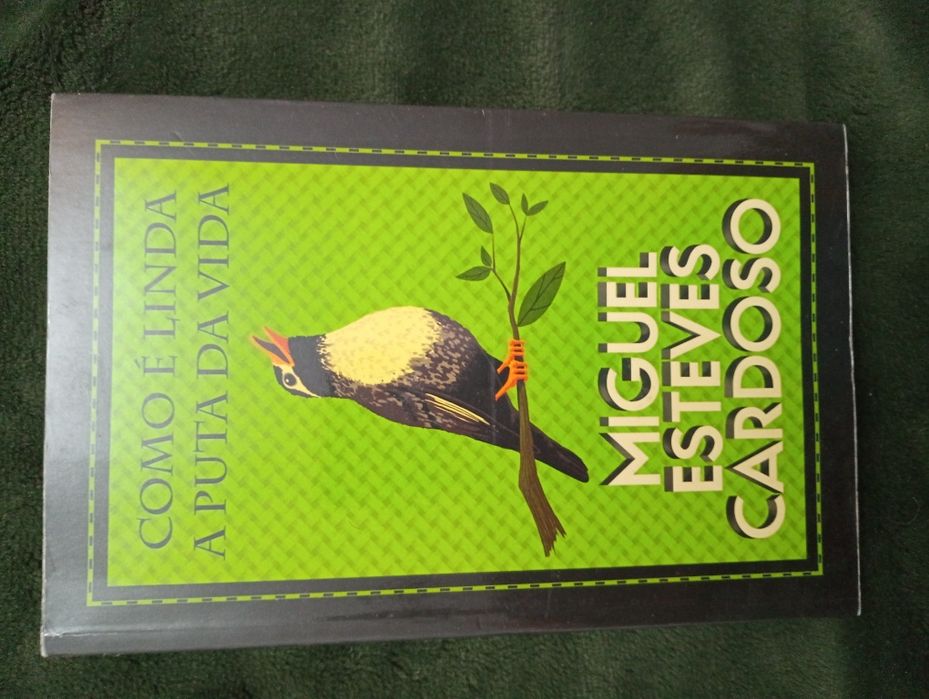 COMO É LINDA
A PUTA DA VIDA
MIGUEL
ESTEVES
CARDOSO